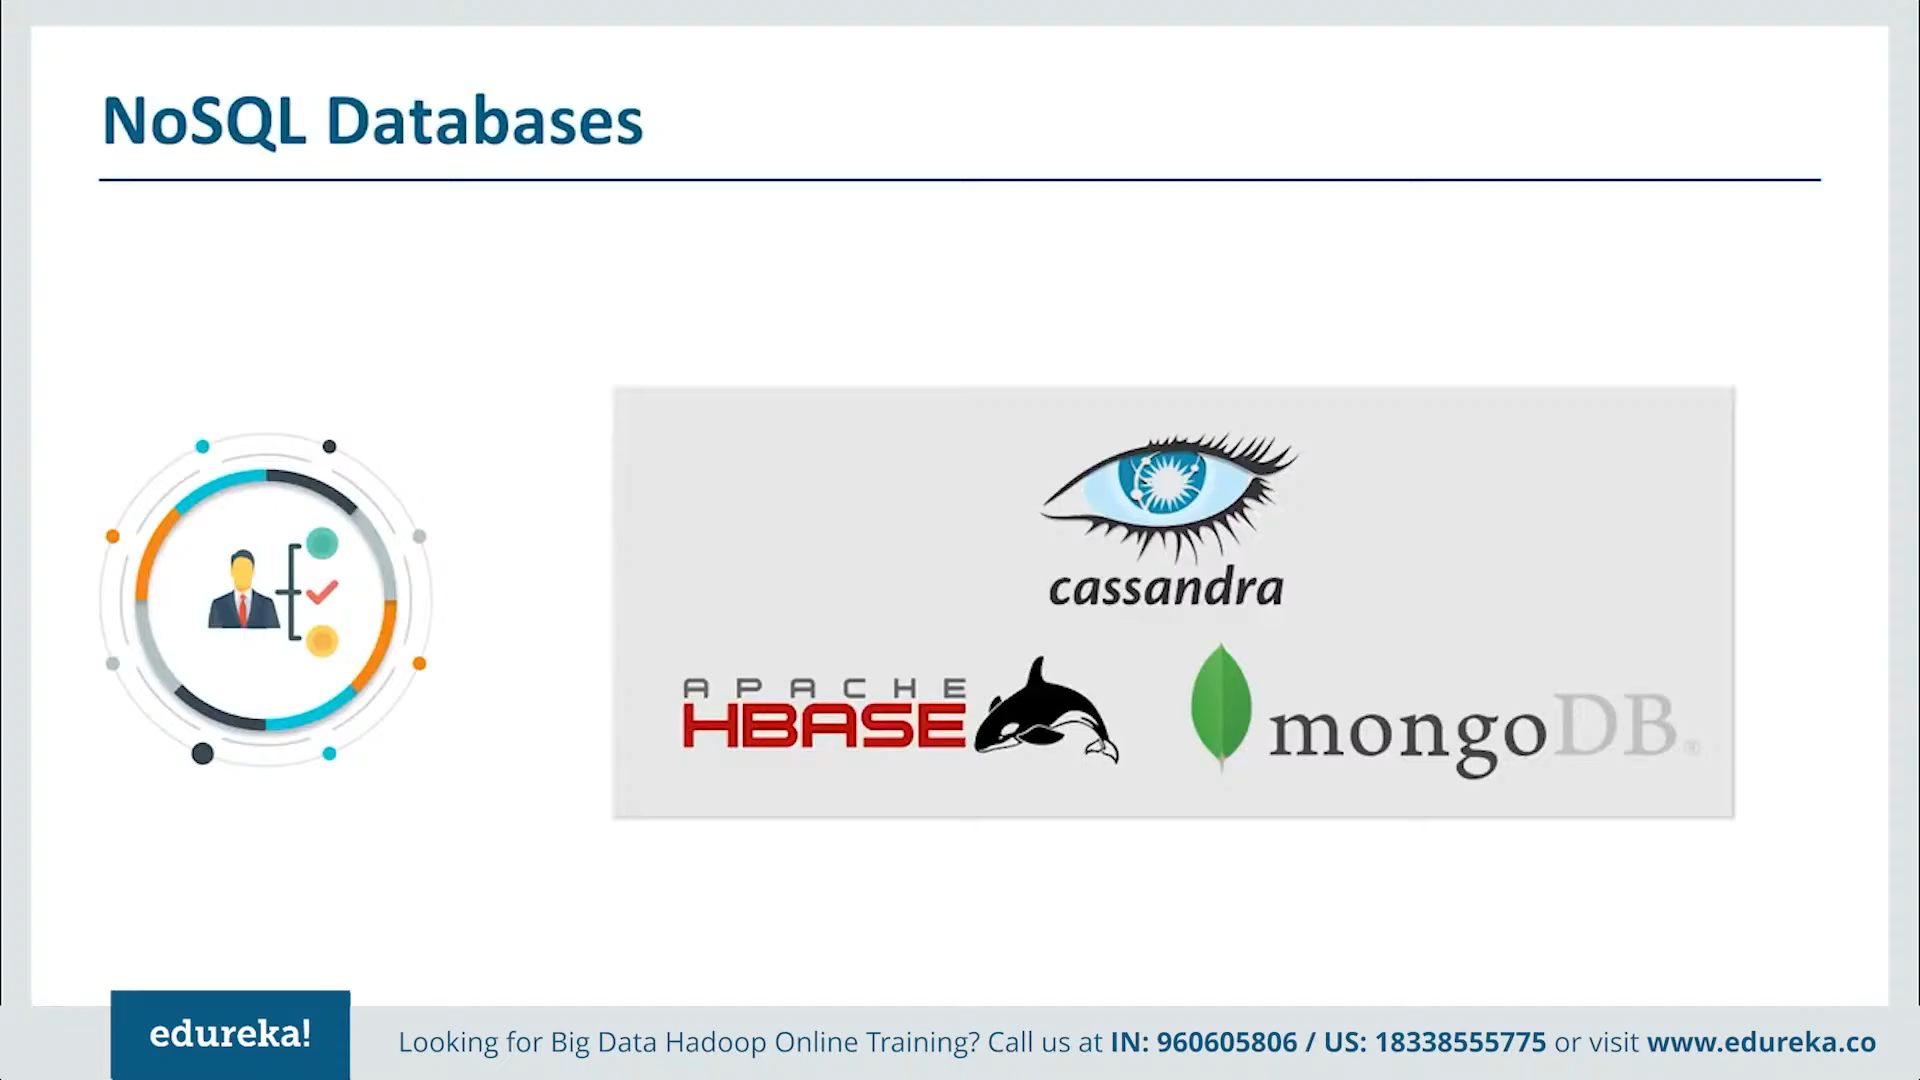 NoSQL Databases
cassandra
APACHE
HBASE
mongoDB®
edureka!
Looking for Big Data Hadoop Online Training? Call us at IN: 960605806 / US: 18338555775 or visit www.edureka.co